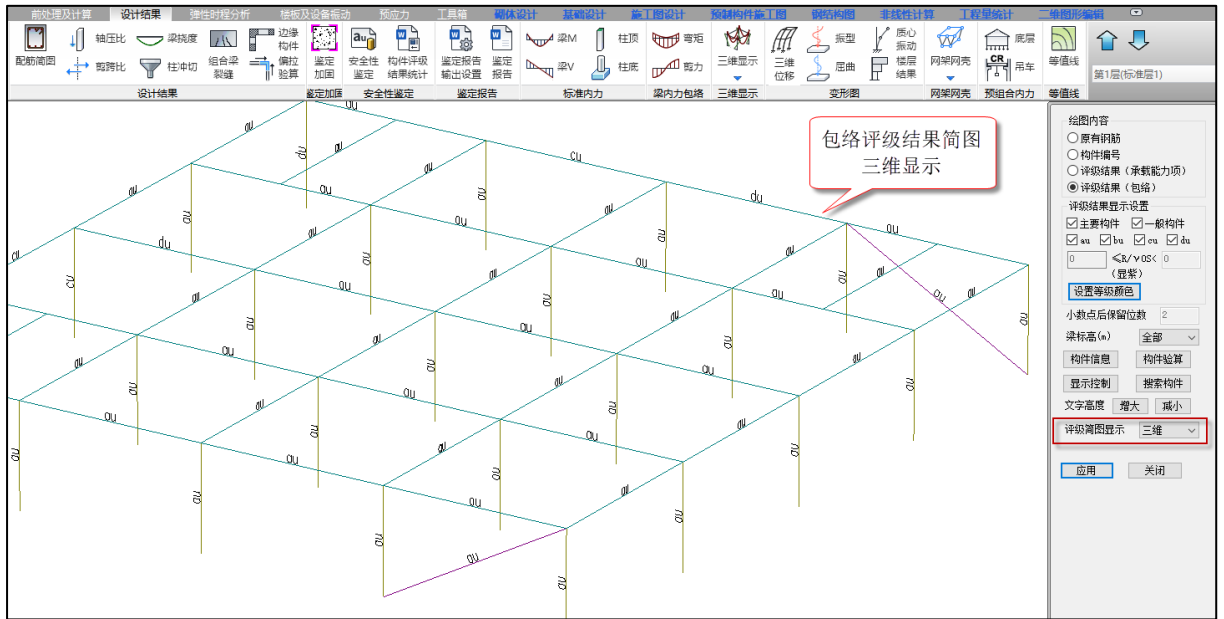 前处理及计算 设计结果 弹性时程分析 楼板及设备振动 预应力 工具箱 砌体设计 基础设计 施工图设计 预制构件施工图 钢结构图 非线性计算 工程量统计 二维图形编辑
配筋简图 轴压比 梁挠度 边缘构件
剪跨比 柱冲切 组合梁裂缝 偏拉验算
鉴定加固 安全性鉴定 构件评级结果统计 鉴定报告输出设置 鉴定报告
梁M 柱顶 弯矩 三维显示 三维位移 振型 质心振动 网架网壳 底层 等值线
梁V 柱底 剪力 屈曲 楼层结果 吊车
第1层(标准层1)
设计结果 鉴定加固 安全性鉴定 鉴定报告 标准内力 梁内力包络 三维显示 变形图 网架网壳 预组合内力 等值线
包络评级结果简图
三维显示
绘图内容
原有钢筋
构件编号
评级结果(承载能力项)
评级结果(包络)
评级结果显示设置
主要构件 一般构件
au bu cu du
0 ≤R/γ0S< 0
(显紫)
设置等级颜色
小数点后保留位数 2
梁标高(m) 全部
构件信息 构件验算
显示控制 搜索构件
文字高度 增大 减小
评级简图显示 三维
应用 关闭